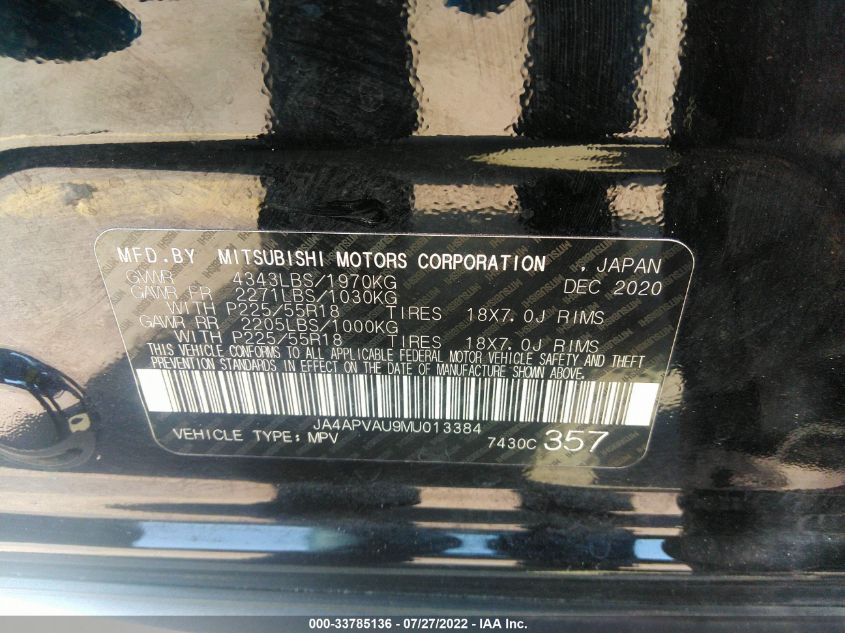 MFD.BY MITSUBISHI MOTORS CORPORATION , JAPAN
GVWR 4343LBS/1970KG DEC 2020
GAWR FR 2271LBS/1030KG
WITH P225/55R18 TIRES 18X7.0J RIMS
GAWR RR 2205LBS/1000KG
WITH P225/55R18 TIRES 18X7.0J RIMS
THIS VEHICLE CONFORMS TO ALL APPLICABLE FEDERAL MOTOR VEHICLE SAFETY AND THEFT
PREVENTION STANDARDS IN EFFECT ON THE DATE OF MANUFACTURE SHOWN ABOVE.
JA4APVAU9MU013384
VEHICLE TYPE: MPV 7430C 357
000-33785136 - 07/27/2022 - IAA Inc.